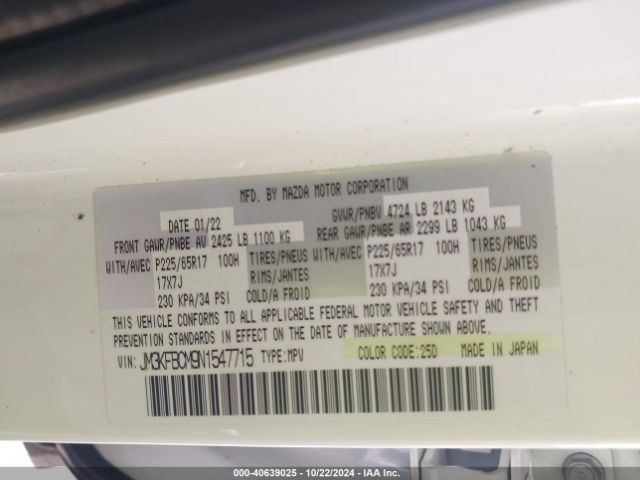 MFD. BY MAZDA MOTOR CORPORATION
DATE 01/22 GVWR/PNBV 4724 LB 2143 KG
FRONT GAWR/PNBE AV 2425 LB 1100 KG REAR GAWR/PNBE AR 2299 LB 1043 KG
WITH/AVEC P225/65R17 100H TIRES/PNEUS WITH/AVEC P225/65R17 100H TIRES/PNEUS
17X7J RIMS/JANTES 17X7J RIMS/JANTES
230 KPA/34 PSI COLD/A FROID 230 KPA/34 PSI COLD/A FROID
THIS VEHICLE CONFORMS TO ALL APPLICABLE FEDERAL MOTOR VEHICLE SAFETY AND THEFT
PREVENTION STANDARDS IN EFFECT ON THE DATE OF MANUFACTURE SHOWN ABOVE.
VIN: JM3KFBCM9N1547715 TYPE: MPV COLOR CODE:25D MADE IN JAPAN
000-40639025 - 10/22/2024 - IAA Inc.